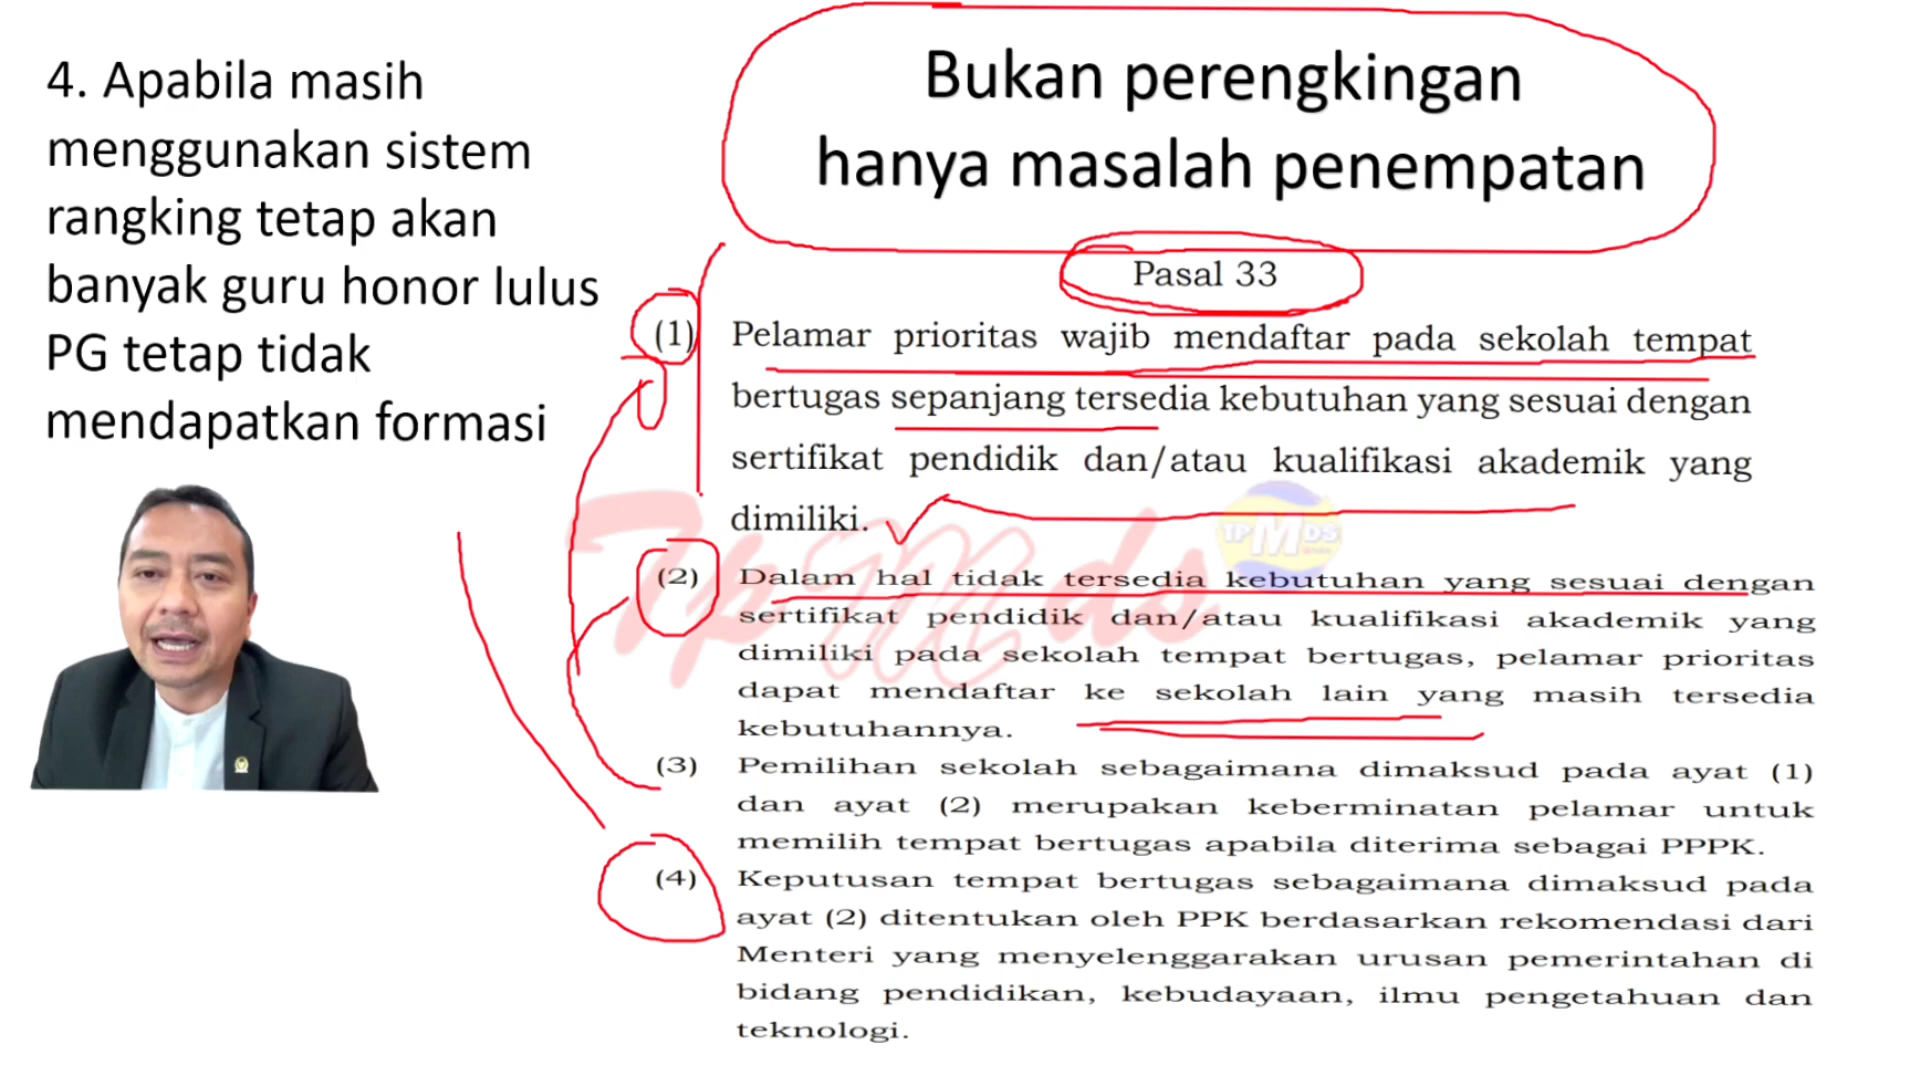 4. Apabila masih
menggunakan sistem
rangking tetap akan
banyak guru honor lulus
PG tetap tidak
mendapatkan formasi
Bukan perengkingan
hanya masalah penempatan
Pasal 33
(1) Pelamar prioritas wajib mendaftar pada sekolah tempat
bertugas sepanjang tersedia kebutuhan yang sesuai dengan
sertifikat pendidik dan/atau kualifikasi akademik yang
dimiliki.
(2) Dalam hal tidak tersedia kebutuhan yang sesuai dengan
sertifikat pendidik dan/atau kualifikasi akademik yang
dimiliki pada sekolah tempat bertugas, pelamar prioritas
dapat mendaftar ke sekolah lain yang masih tersedia
kebutuhannya.
(3) Pemilihan sekolah sebagaimana dimaksud pada ayat (1)
dan ayat (2) merupakan keberminatan pelamar untuk
memilih tempat bertugas apabila diterima sebagai PPPK.
(4) Keputusan tempat bertugas sebagaimana dimaksud pada
ayat (2) ditentukan oleh PPK berdasarkan rekomendasi dari
Menteri yang menyelenggarakan urusan pemerintahan di
bidang pendidikan, kebudayaan, ilmu pengetahuan dan
teknologi.
Tp Mds
TPMDS